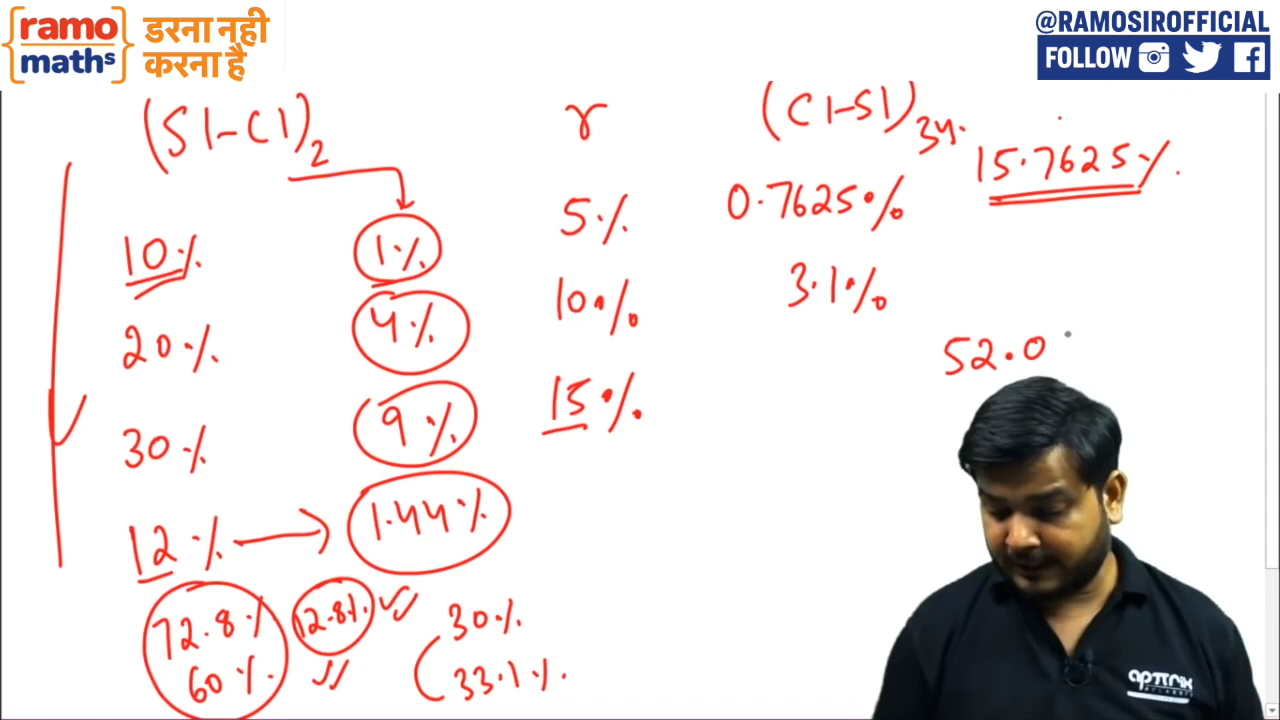 ramo
maths
डरना नही
करना है
@RAMOSIROFFICIAL
FOLLOW
(SI-CI)2
r
(CI-SI)3y.
15.7625%.
10%
1%
5%
0.7625%
20%
4%
10%
3.1%
30%
9%
15%
52.0
12%
1.44%
72.8%
12.8%.
30%
60%.
33.1%.
apttrix